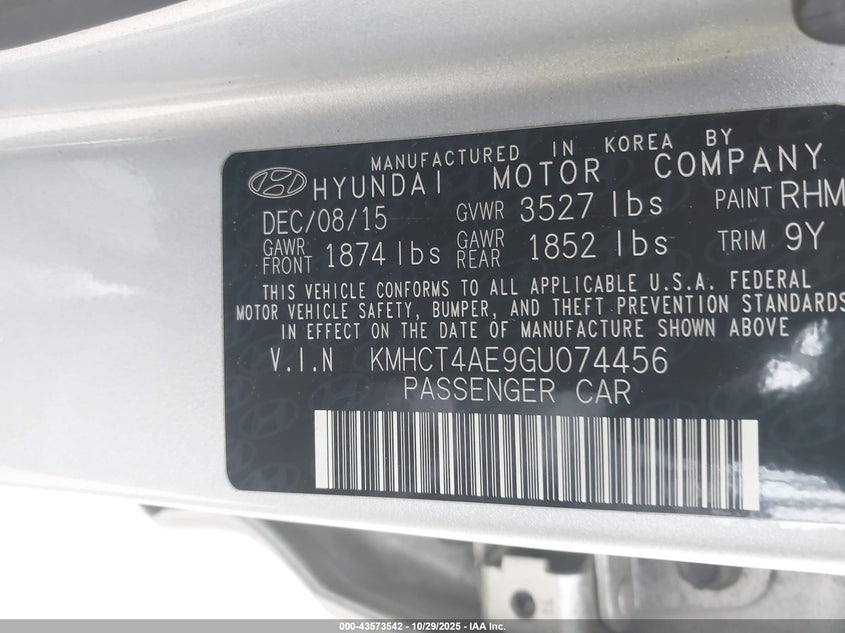 MANUFACTURED IN KOREA BY
HYUNDAI MOTOR COMPANY
DEC/08/15 GVWR 3527 lbs PAINT RHM
GAWR FRONT 1874 lbs GAWR REAR 1852 lbs TRIM 9Y
THIS VEHICLE CONFORMS TO ALL APPLICABLE U.S.A. FEDERAL
MOTOR VEHICLE SAFETY, BUMPER, AND THEFT PREVENTION STANDARDS
IN EFFECT ON THE DATE OF MANUFACTURE SHOWN ABOVE
V.I.N KMHCT4AE9GU074456
PASSENGER CAR
000-43573542 - 10/29/2025 - IAA Inc.